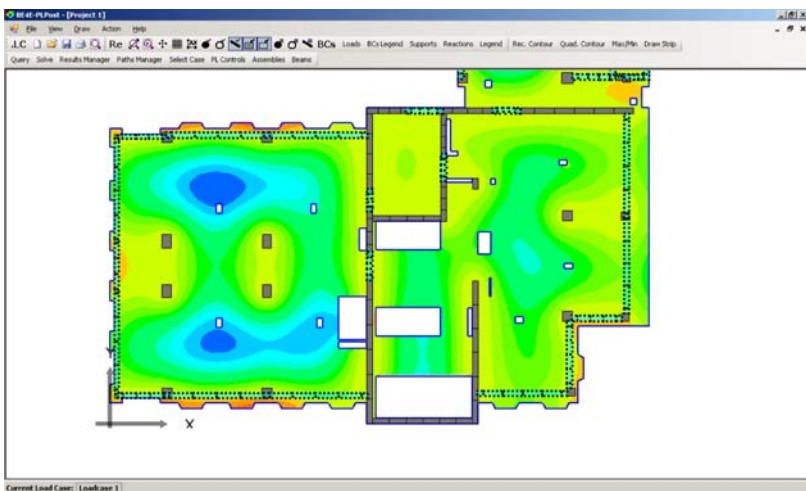 BE4E-PLPost - [Project 1]
File View Draw Action Help
.LC Re BCs Loads BCs Legend Supports Reactions Legend Rec. Contour Quad. Contour Max/Min Draw Strip
Query Solve Results Manager Paths Manager Select Case PL Controls Assemblies Beams
Y
X
Current Load Case: Loadcase 1